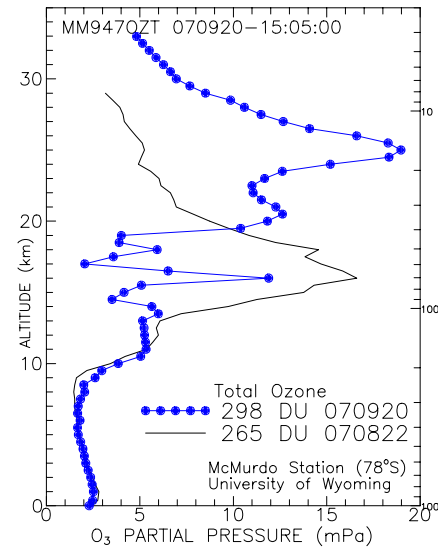 MM947OZT 070920-15:05:00
30
20
10
0
ALTITUDE (km)
10
100
1000
Total Ozone
298 DU 070920
265 DU 070822
McMurdo Station (78°S)
University of Wyoming
0 5 10 15 20
O₃ PARTIAL PRESSURE (mPa)